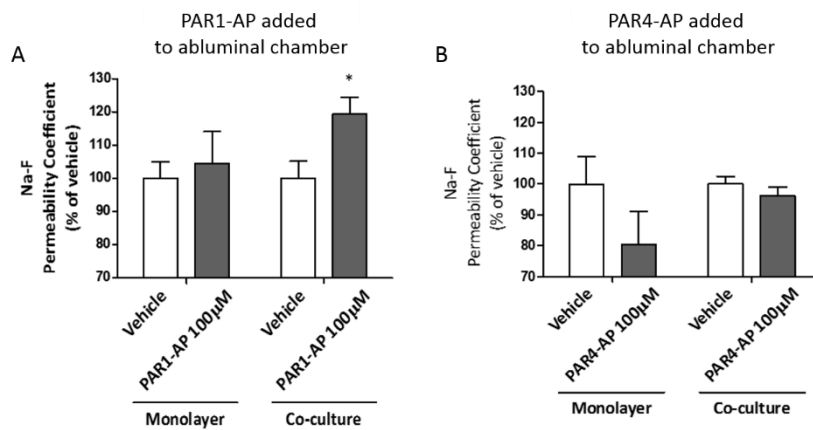 PAR1-AP added
to abluminal chamber
A
Na-F
Permeability Coefficient
(% of vehicle)
130
120
110
100
90
80
70
*
Vehicle
PAR1-AP 100µM
Vehicle
PAR1-AP 100µM
Monolayer
Co-culture
PAR4-AP added
to abluminal chamber
B
Na-F
Permeability Coefficient
(% of vehicle)
130
120
110
100
90
80
70
Vehicle
PAR4-AP 100µM
Vehicle
PAR4-AP 100µM
Monolayer
Co-culture